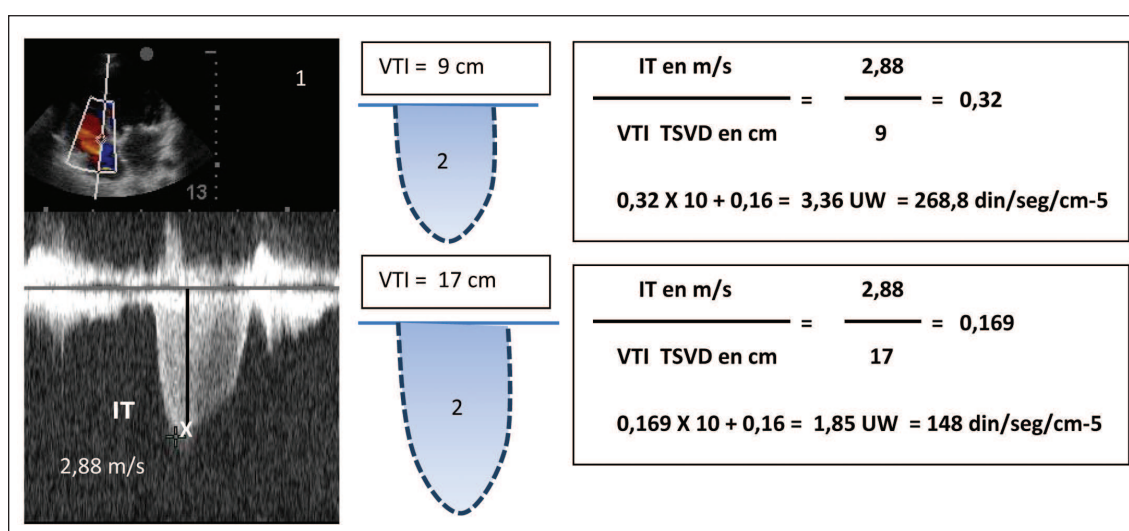 1
13
IT
X
2,88 m/s
VTI = 9 cm
2
VTI = 17 cm
2
IT en m/s 2,88
= = 0,32
VTI TSVD en cm 9
0,32 X 10 + 0,16 = 3,36 UW = 268,8 din/seg/cm-5
IT en m/s 2,88
= = 0,169
VTI TSVD en cm 17
0,169 X 10 + 0,16 = 1,85 UW = 148 din/seg/cm-5